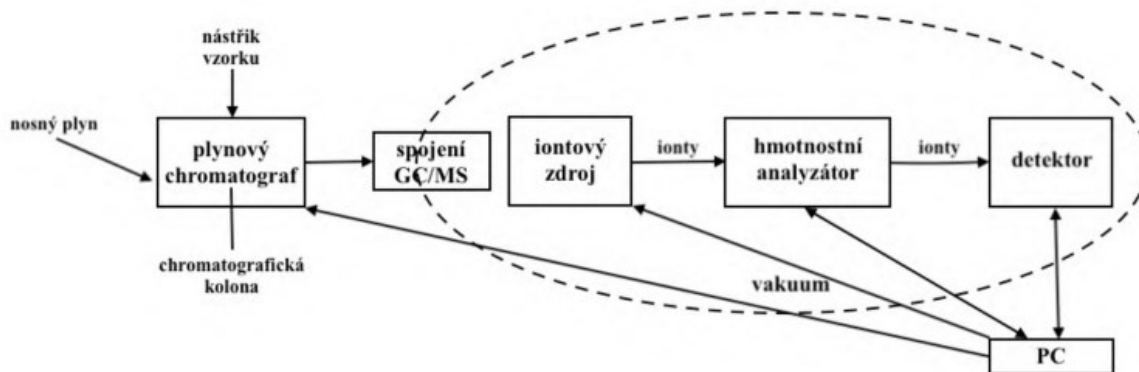 nástřik
vzorku
nosný plyn
plynový
chromatograf
spojení
GC/MS
iontový
zdroj
ionty
hmotnostní
analyzátor
ionty
detektor
chromatografická
kolona
vakuum
PC